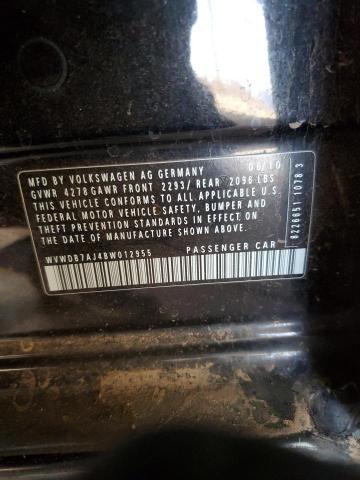 MFD BY VOLKSWAGEN AG GERMANY 06/10
GVWR 4278 GAWR FRONT 2293/ REAR 2096 LBS
THIS VEHICLE CONFORMS TO ALL APPLICABLE U.S.
FEDERAL MOTOR VEHICLE SAFETY, BUMPER AND
THEFT PREVENTION STANDARDS IN EFFECT ON
THE DATE OF MANUFACTURE SHOWN ABOVE
WVWDB7AJ4BW012955 PASSENGER CAR
8226651 1078 3